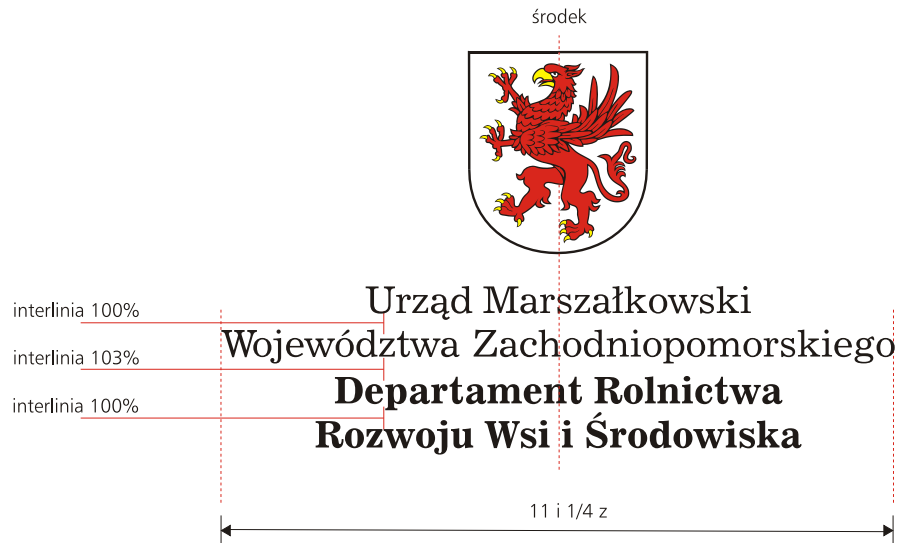 środek
Urząd Marszałkowski
interlinia 100%
Województwa Zachodniopomorskiego
interlinia 103%
Departament Rolnictwa
interlinia 100%
Rozwoju Wsi i Środowiska
11 i 1/4 z